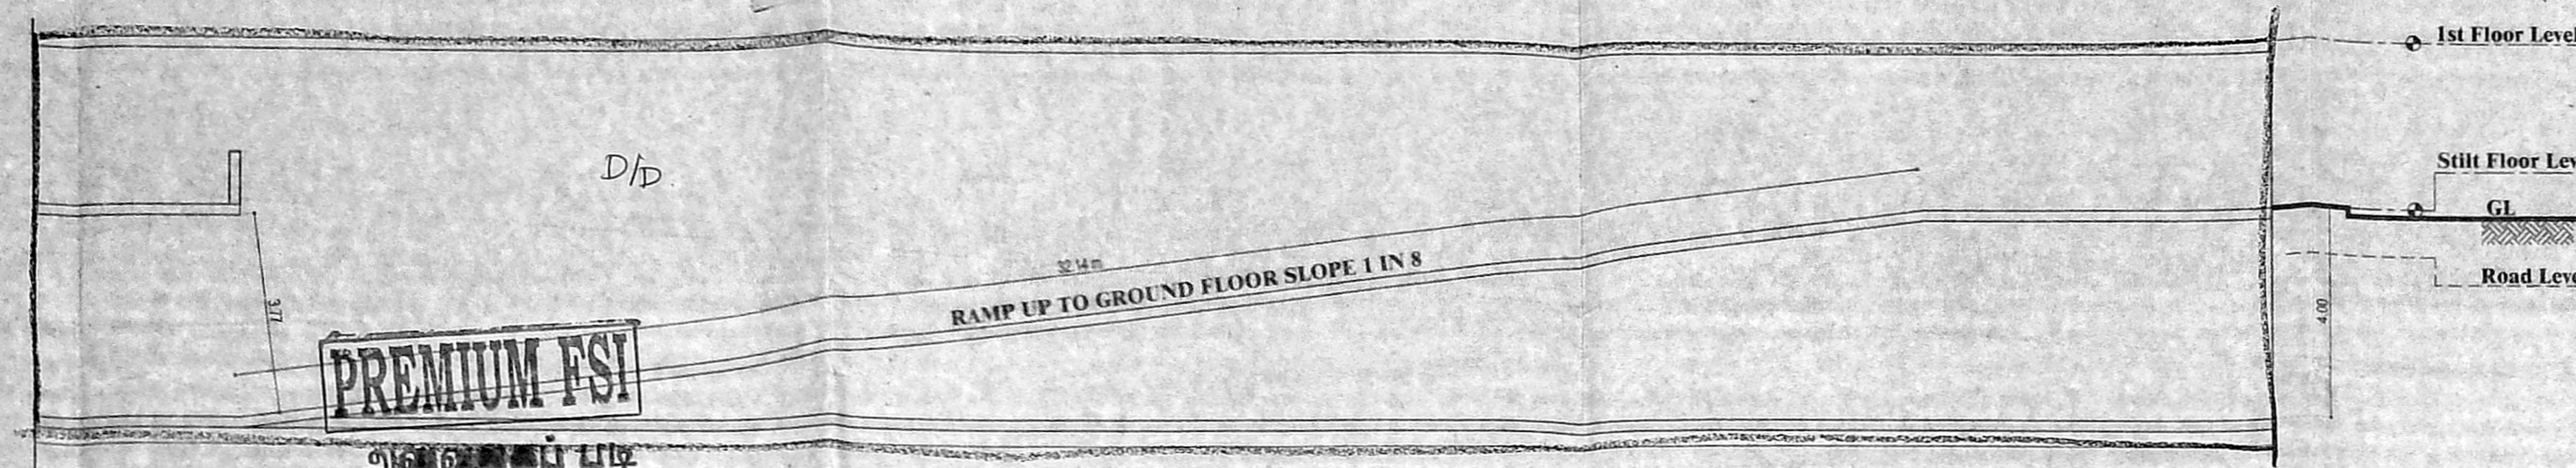 1st Floor Level
D/D
Stilt Floor Lev
GL
32.14 m
RAMP UP TO GROUND FLOOR SLOPE 1 IN 8
Road Leve
3.77
4.00
PREMIUM FSI